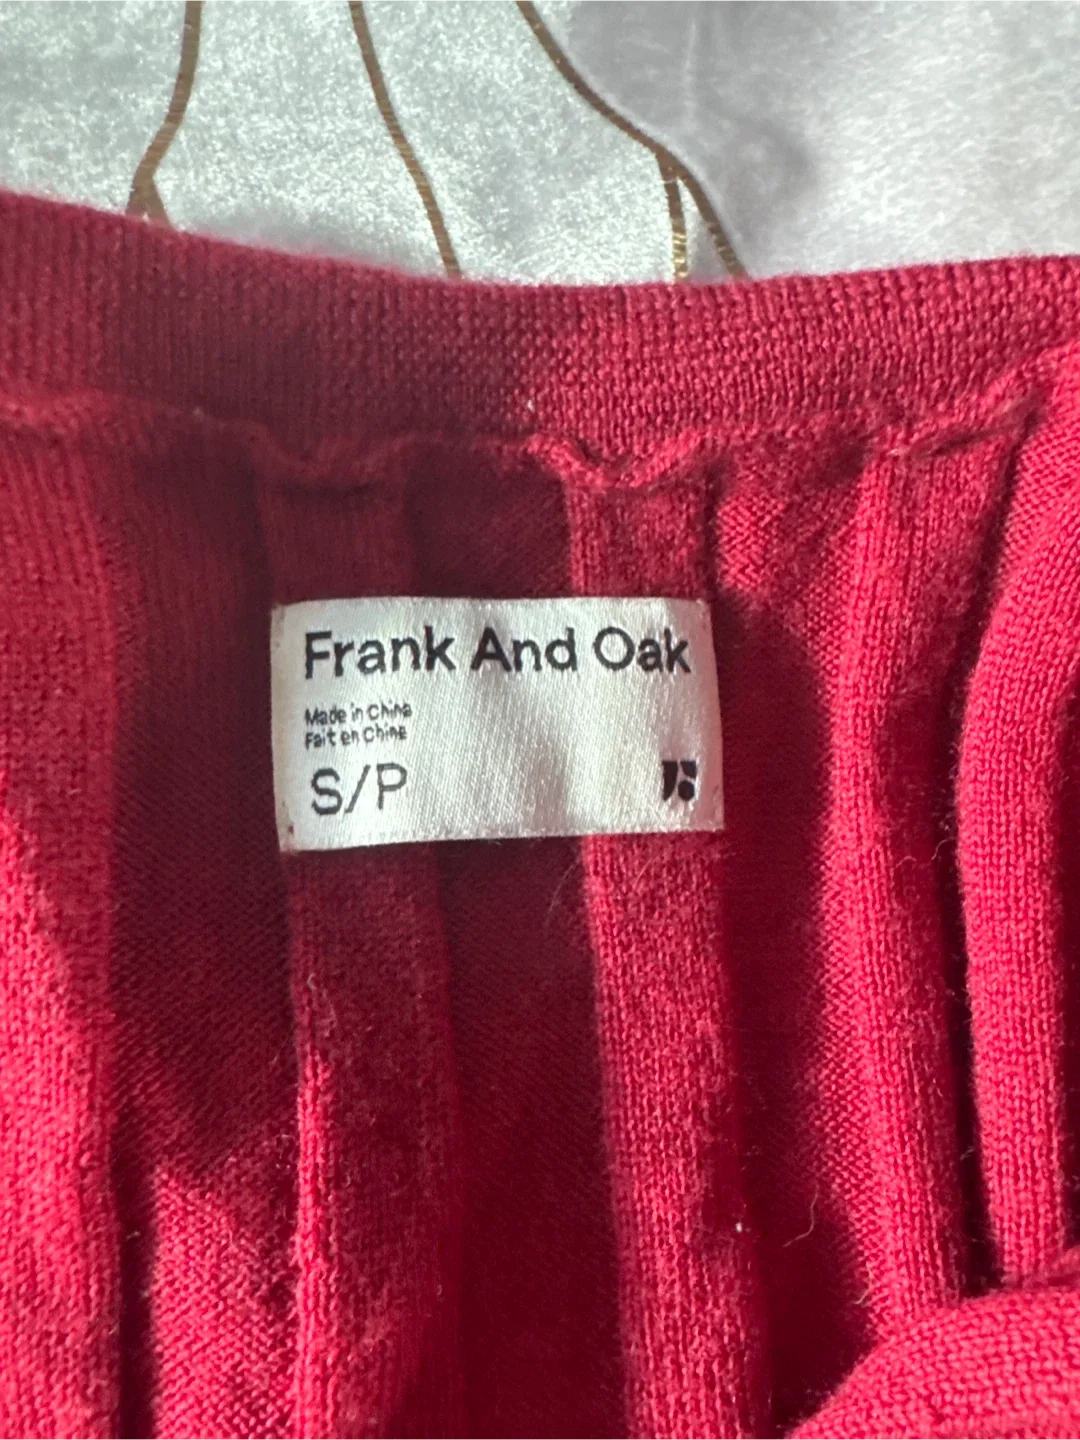 Frank And Oak
Made in China
Fait en Chine
S/P